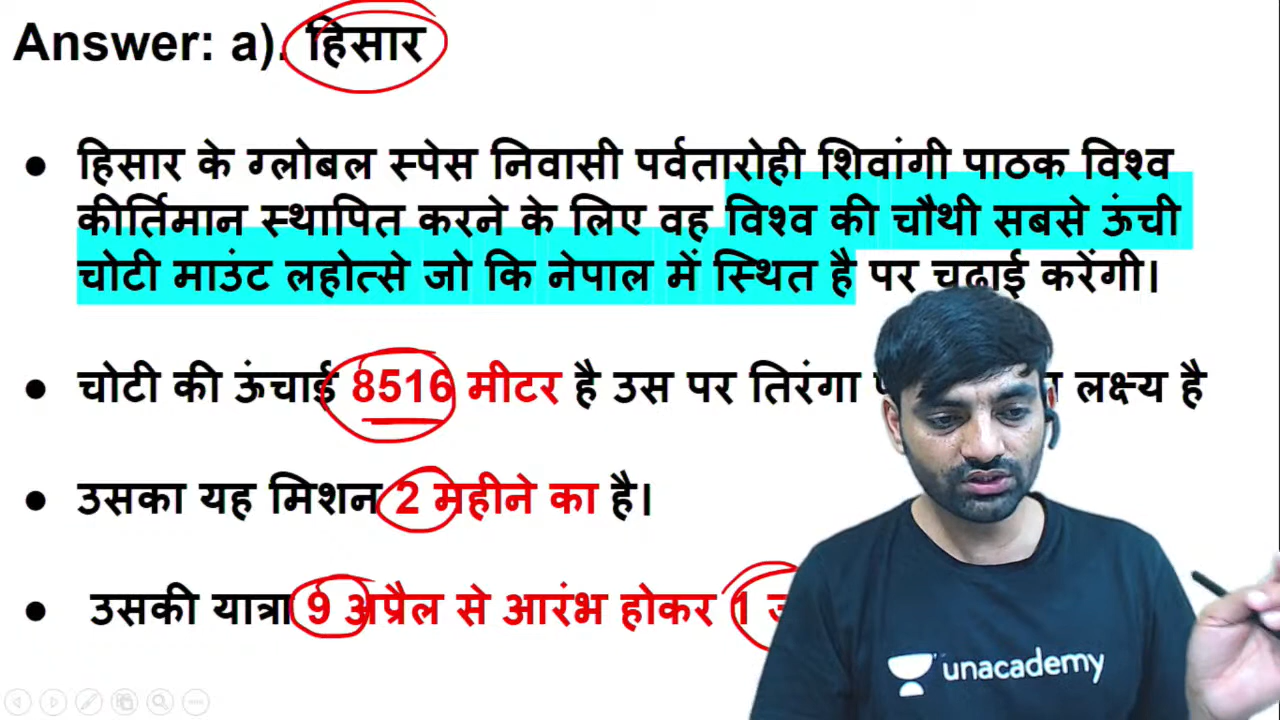 Answer: a). हिसार
● हिसार के ग्लोबल स्पेस निवासी पर्वतारोही शिवांगी पाठक विश्व
कीर्तिमान स्थापित करने के लिए वह विश्व की चौथी सबसे ऊंची
चोटी माउंट लहोत्से जो कि नेपाल में स्थित है पर चढ़ाई करेंगी।
● चोटी की ऊंचाई 8516 मीटर है उस पर तिरंगा लक्ष्य है
● उसका यह मिशन 2 महीने का है।
● उसकी यात्रा 9 अप्रैल से आरंभ होकर 1
unacademy